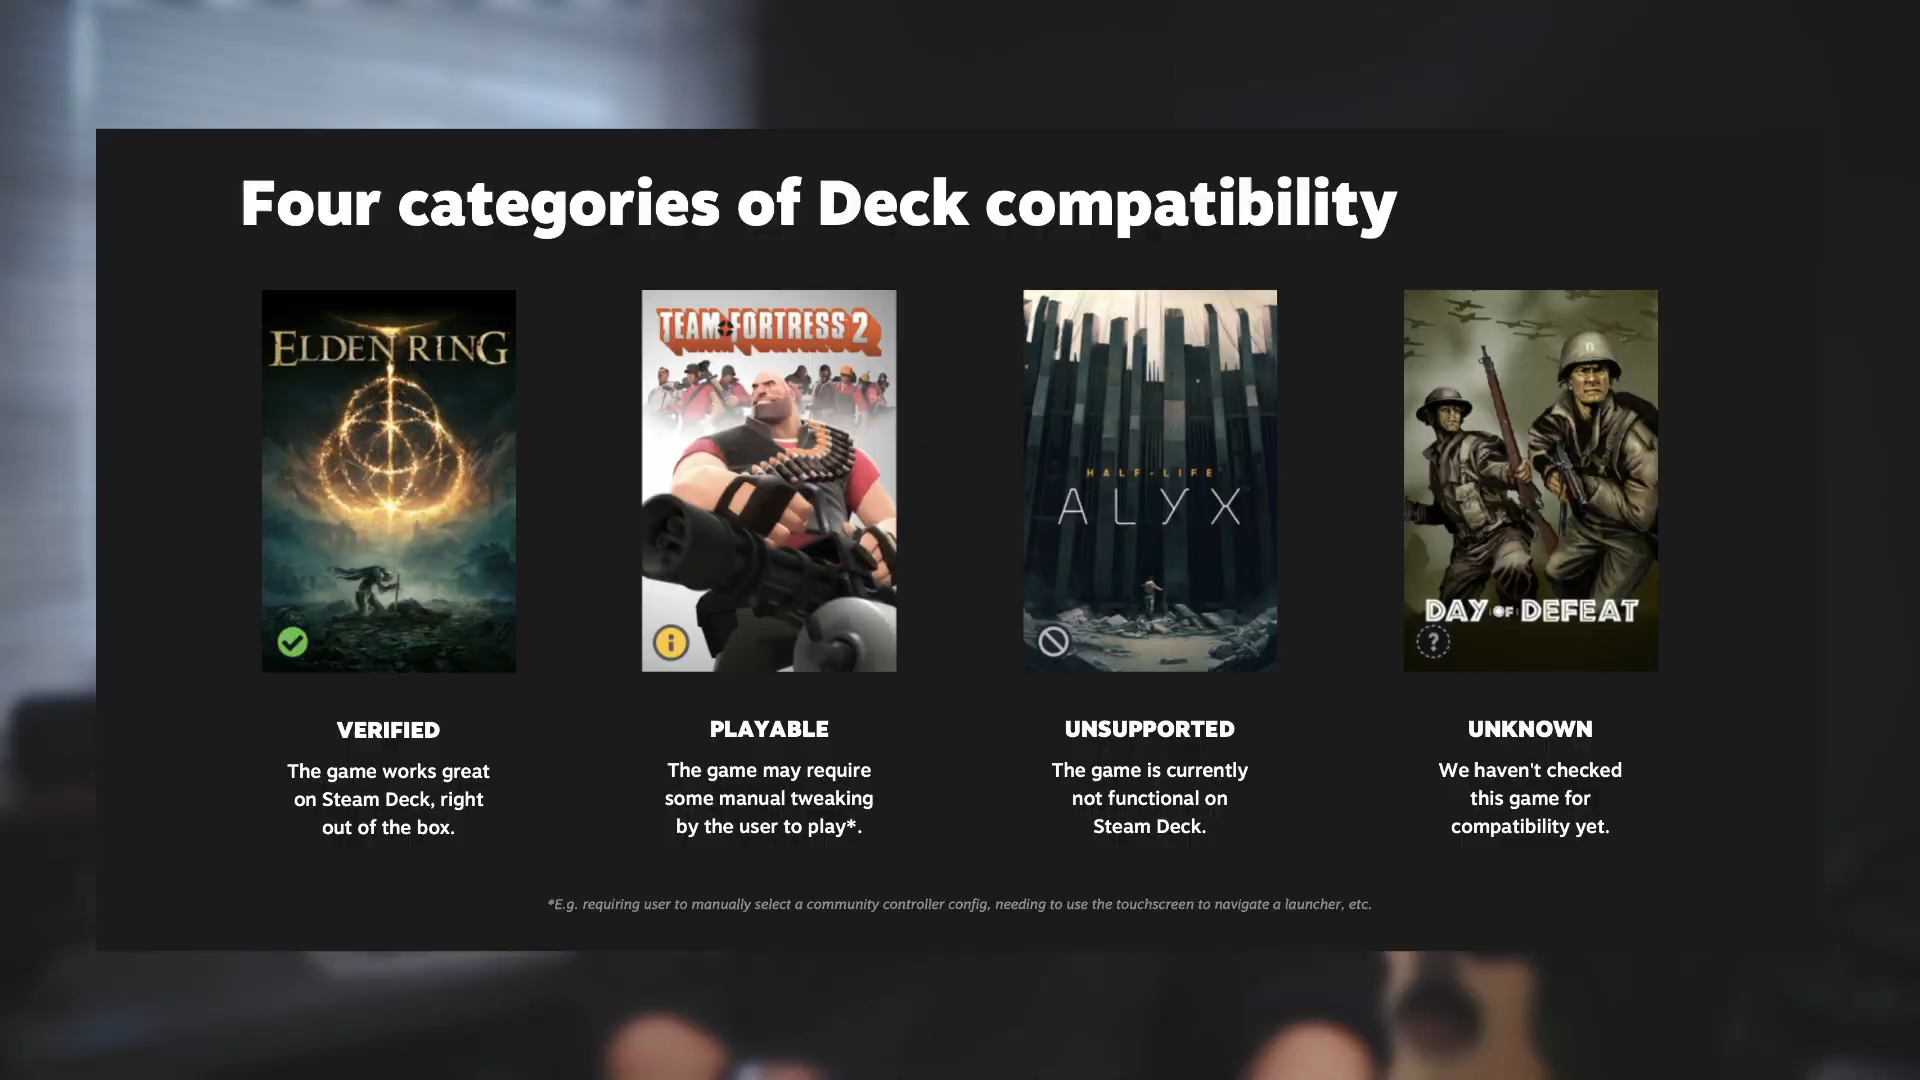 Four categories of Deck compatibility
ELDEN RING
TEAM FORTRESS 2
HALF-LIFE
ALYX
DAY OF DEFEAT
?
VERIFIED
The game works great
on Steam Deck, right
out of the box.
PLAYABLE
The game may require
some manual tweaking
by the user to play*.
UNSUPPORTED
The game is currently
not functional on
Steam Deck.
UNKNOWN
We haven't checked
this game for
compatibility yet.
*E.g. requiring user to manually select a community controller config, needing to use the touchscreen to navigate a launcher, etc.